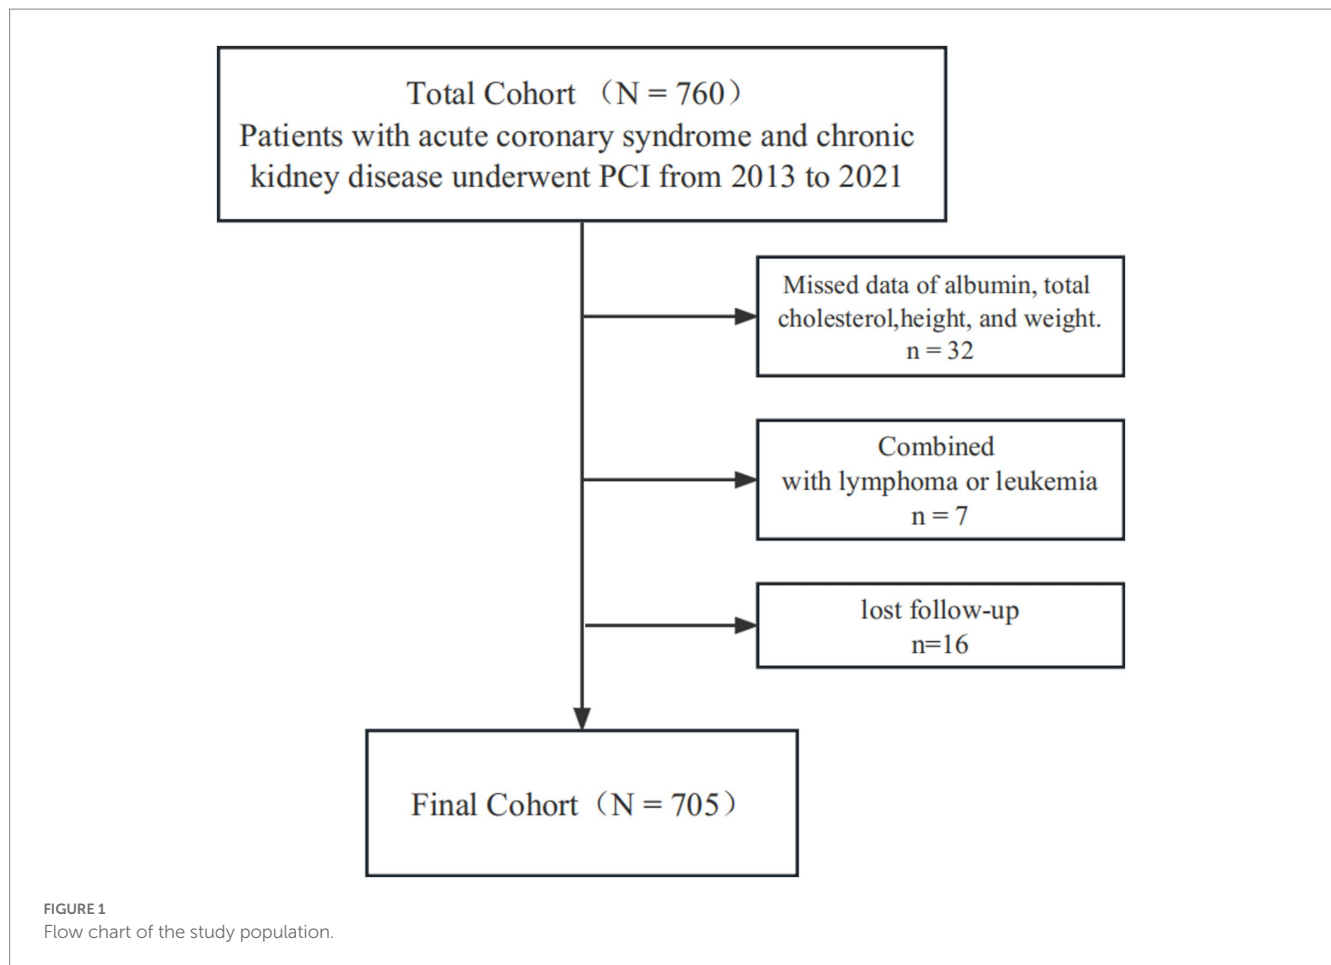 Total Cohort （N = 760）
Patients with acute coronary syndrome and chronic
kidney disease underwent PCI from 2013 to 2021
Missed data of albumin, total
cholesterol,height, and weight.
n = 32
Combined
with lymphoma or leukemia
n = 7
lost follow-up
n=16
Final Cohort（N = 705）
FIGURE 1
Flow chart of the study population.